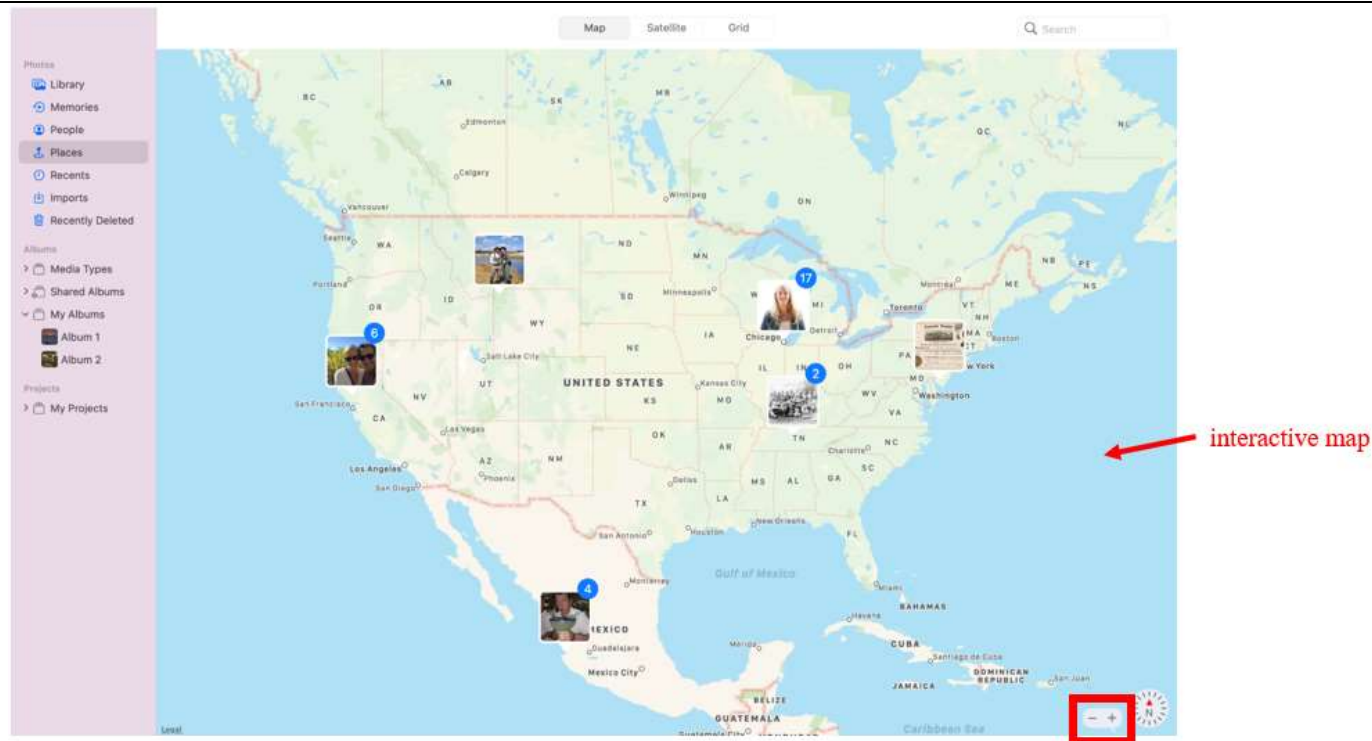 Map Satellite Grid
Search
Photos
Library
Memories
People
Places
Recents
Imports
Recently Deleted
Albums
Media Types
Shared Albums
My Albums
Album 1
Album 2
Projects
My Projects
BC
AB
SK
MB
ON
QC
NL
Edmonton
Calgary
Winnipeg
Vancouver
Seattle
WA
ND
MN
NB
PE
Portland
OR
ID
SD
Minneapolis
17
MI
Montréal
ME
NS
Toronto
VT
NH
WY
6
IA
Chicago
Detroit
MA
Boston
CT
NE
Salt Lake City
IL
IN
2
OH
PA
w York
UT
UNITED STATES
Kansas City
MD
Washington
San Francisco
NV
CA
KS
MO
WV
VA
Las Vegas
OK
TN
NC
Charlotte
AR
Los Angeles
AZ
NM
SC
San Diego
Phoenix
Dallas
MS
AL
GA
TX
LA
San Antonio
Houston
New Orleans
FL
interactive map
4
Monterrey
Gulf of Mexico
Miami
BAHAMAS
Havana
MEXICO
Guadalajara
Mérida
CUBA
Santiago de Cuba
Mexico City
DOMINICAN
REPUBLIC
San Juan
JAMAICA
BELIZE
GUATEMALA
Guatemala City
Caribbean Sea
Legal
− +
N